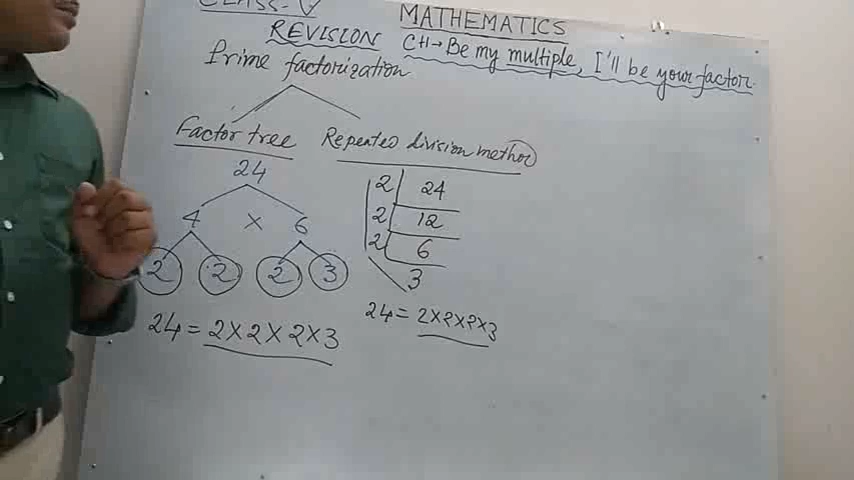 CLASS-V
MATHEMATICS
REVISION
CH→Be my multiple, I'll be your factor.
Prime factorization
Factor tree
24
4 × 6
2 2 2 3
24 = 2×2×2×3
Repeated division method
2 24
2 12
2 6
3
24 = 2×2×2×3